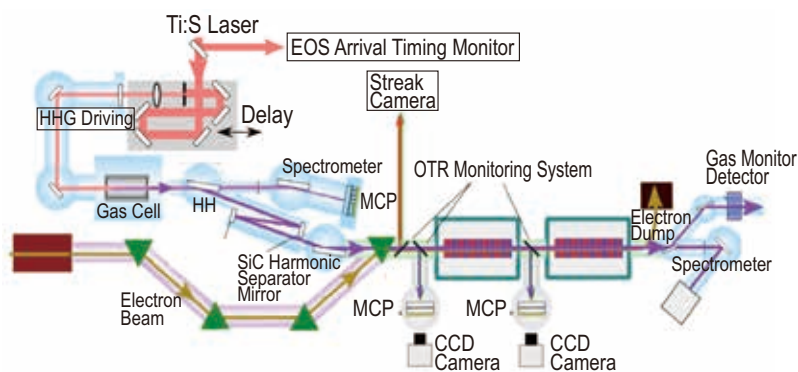 Ti:S Laser
EOS Arrival Timing Monitor
Streak
Camera
HHG Driving
Delay
OTR Monitoring System
Gas Monitor
Detector
Spectrometer
MCP
Gas Cell
HH
Electron
Dump
SiC Harmonic
Separator
Mirror
Spectrometer
Electron
Beam
MCP
MCP
CCD
Camera
CCD
Camera